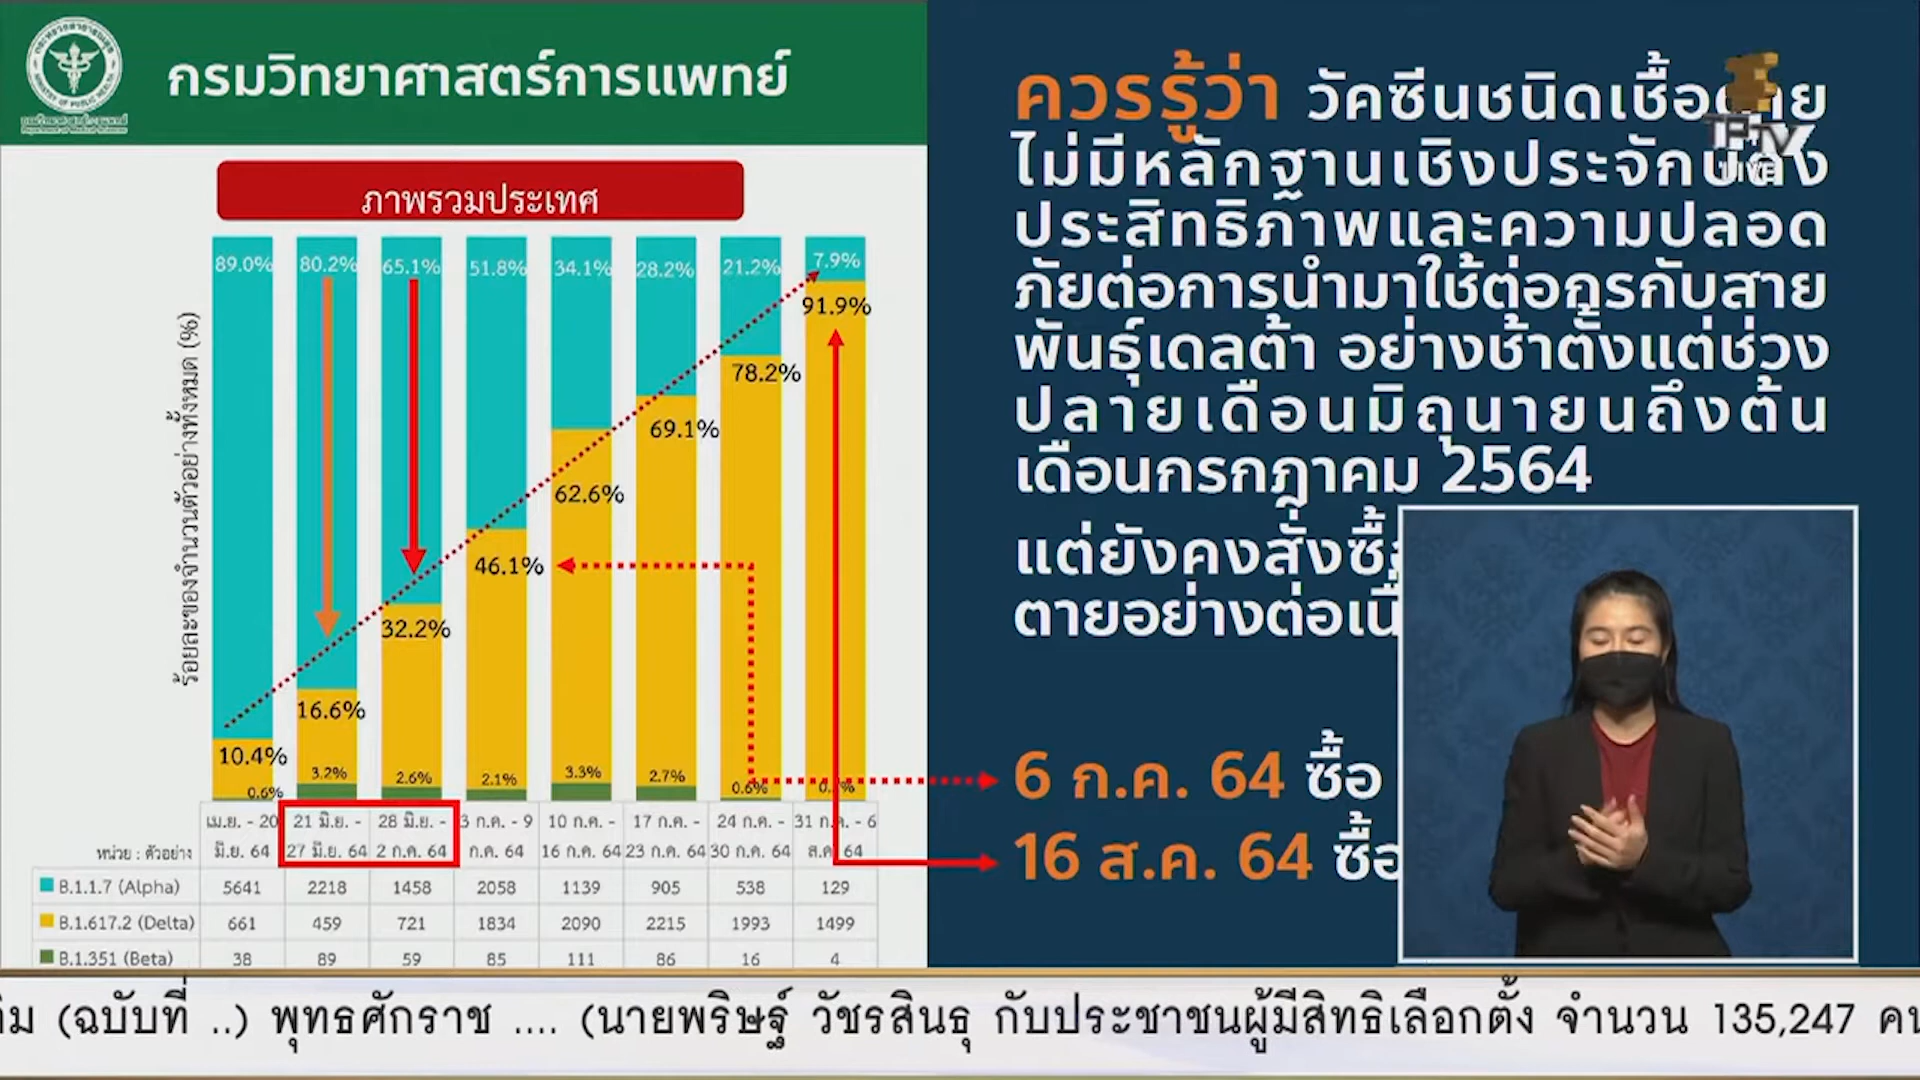 กรมวิทยาศาสตร์การแพทย์
ภาพรวมประเทศ
ร้อยละของจำนวนตัวอย่างทั้งหมด (%)
89.0% 80.2% 65.1% 51.8% 34.1% 28.2% 21.2% 7.9%
91.9%
78.2%
69.1%
62.6%
46.1%
32.2%
16.6%
10.4%
0.6% 3.2% 2.6% 2.1% 3.3% 2.7% 0.6%
หน่วย : ตัวอย่าง
เม.ย. - 20 21 มิ.ย. - 28 มิ.ย. - 3 ก.ค. - 9 10 ก.ค. - 17 ก.ค. - 24 ก.ค. - 31 ก.ค. - 6
มิ.ย. 64 27 มิ.ย. 64 2 ก.ค. 64 ก.ค. 64 16 ก.ค. 64 23 ก.ค. 64 30 ก.ค. 64 ส.ค. 64
B.1.1.7 (Alpha) 5641 2218 1458 2058 1139 905 538 129
B.1.617.2 (Delta) 661 459 721 1834 2090 2215 1993 1499
B.1.351 (Beta) 38 89 59 85 111 86 16 4
ควรรู้ว่า วัคซีนชนิดเชื้อตาย
ไม่มีหลักฐานเชิงประจักษ์ถึง
ประสิทธิภาพและความปลอด
ภัยต่อการนำมาใช้ต่อกรกับสาย
พันธุ์เดลต้า อย่างช้าตั้งแต่ช่วง
ปลายเดือนมิถุนายนถึงต้น
เดือนกรกฎาคม 2564
แต่ยังคงสั่งซื้อ
ตายอย่างต่อเนื่
6 ก.ค. 64 ซื้อ
16 ส.ค. 64 ซื้อ
TPTV
LIVE
(ฉบับที่ ..) พุทธศักราช .... (นายพริษฐ์ วัชรสินธุ กับประชาชนผู้มีสิทธิเลือกตั้ง จำนวน 135,247 คน